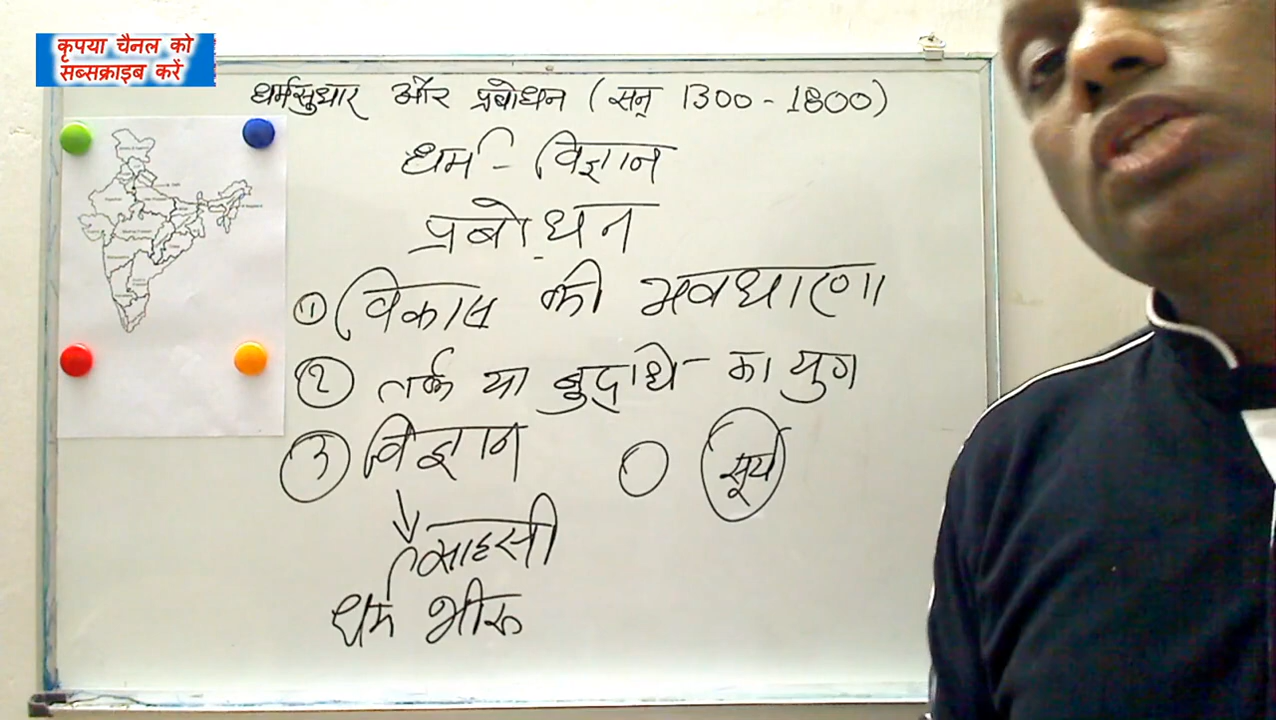 कृपया चैनल को
सब्सक्राइब करें
धर्मसुधार और प्रबोधन (सन् 1300 - 1800)
धर्म - विज्ञान
प्रबोधन
① विकास की अवधारणा
② तर्क या बुद्धि का युग
③ विज्ञान
सूर्य
साहसी
धर्म भीरू